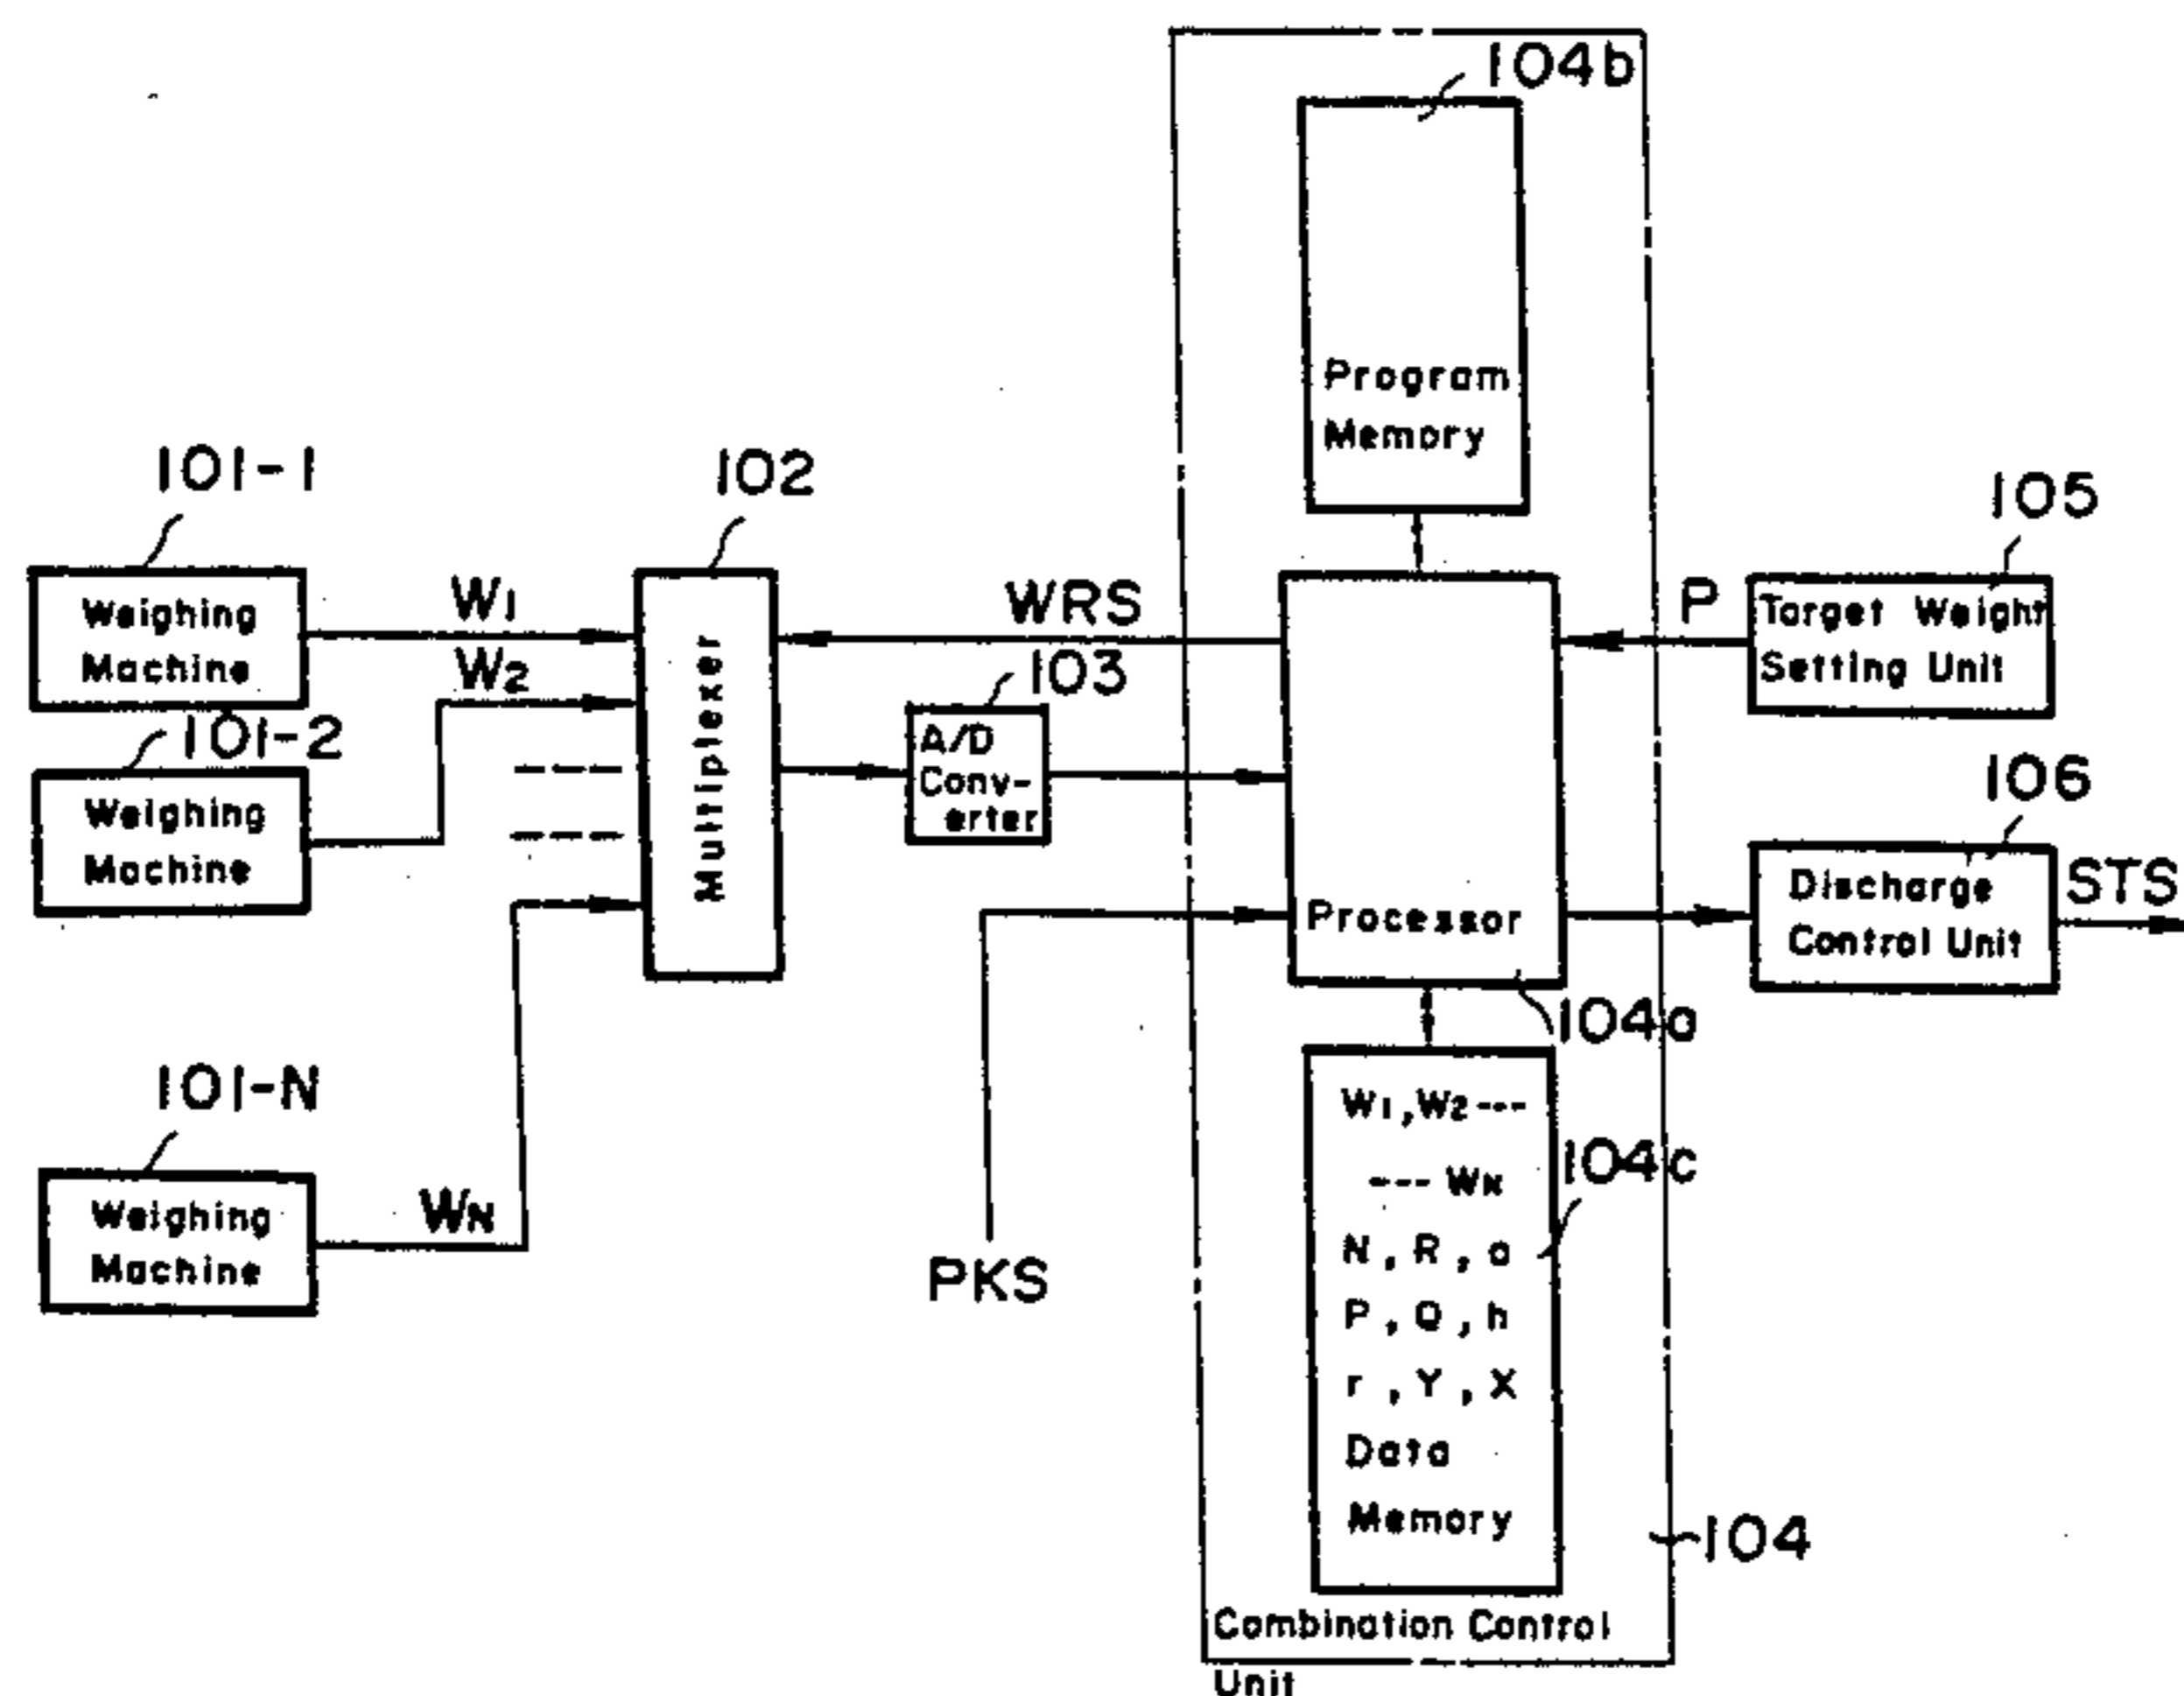 104b
Program
Memory
101-1
102
105
Weighing
Machine
W1
Multiplexer
WRS
P
Target Weight
Setting Unit
W2
103
101-2
A/D
Conv-
erter
106
Weighing
Machine
Processor
Discharge
Control Unit
STS
104a
101-N
W1,W2---
--- WN
104c
Weighing
Machine
WN
PKS
N , R , a
P , Q , h
r , Y , X
Data
Memory
104
Combination Control
Unit